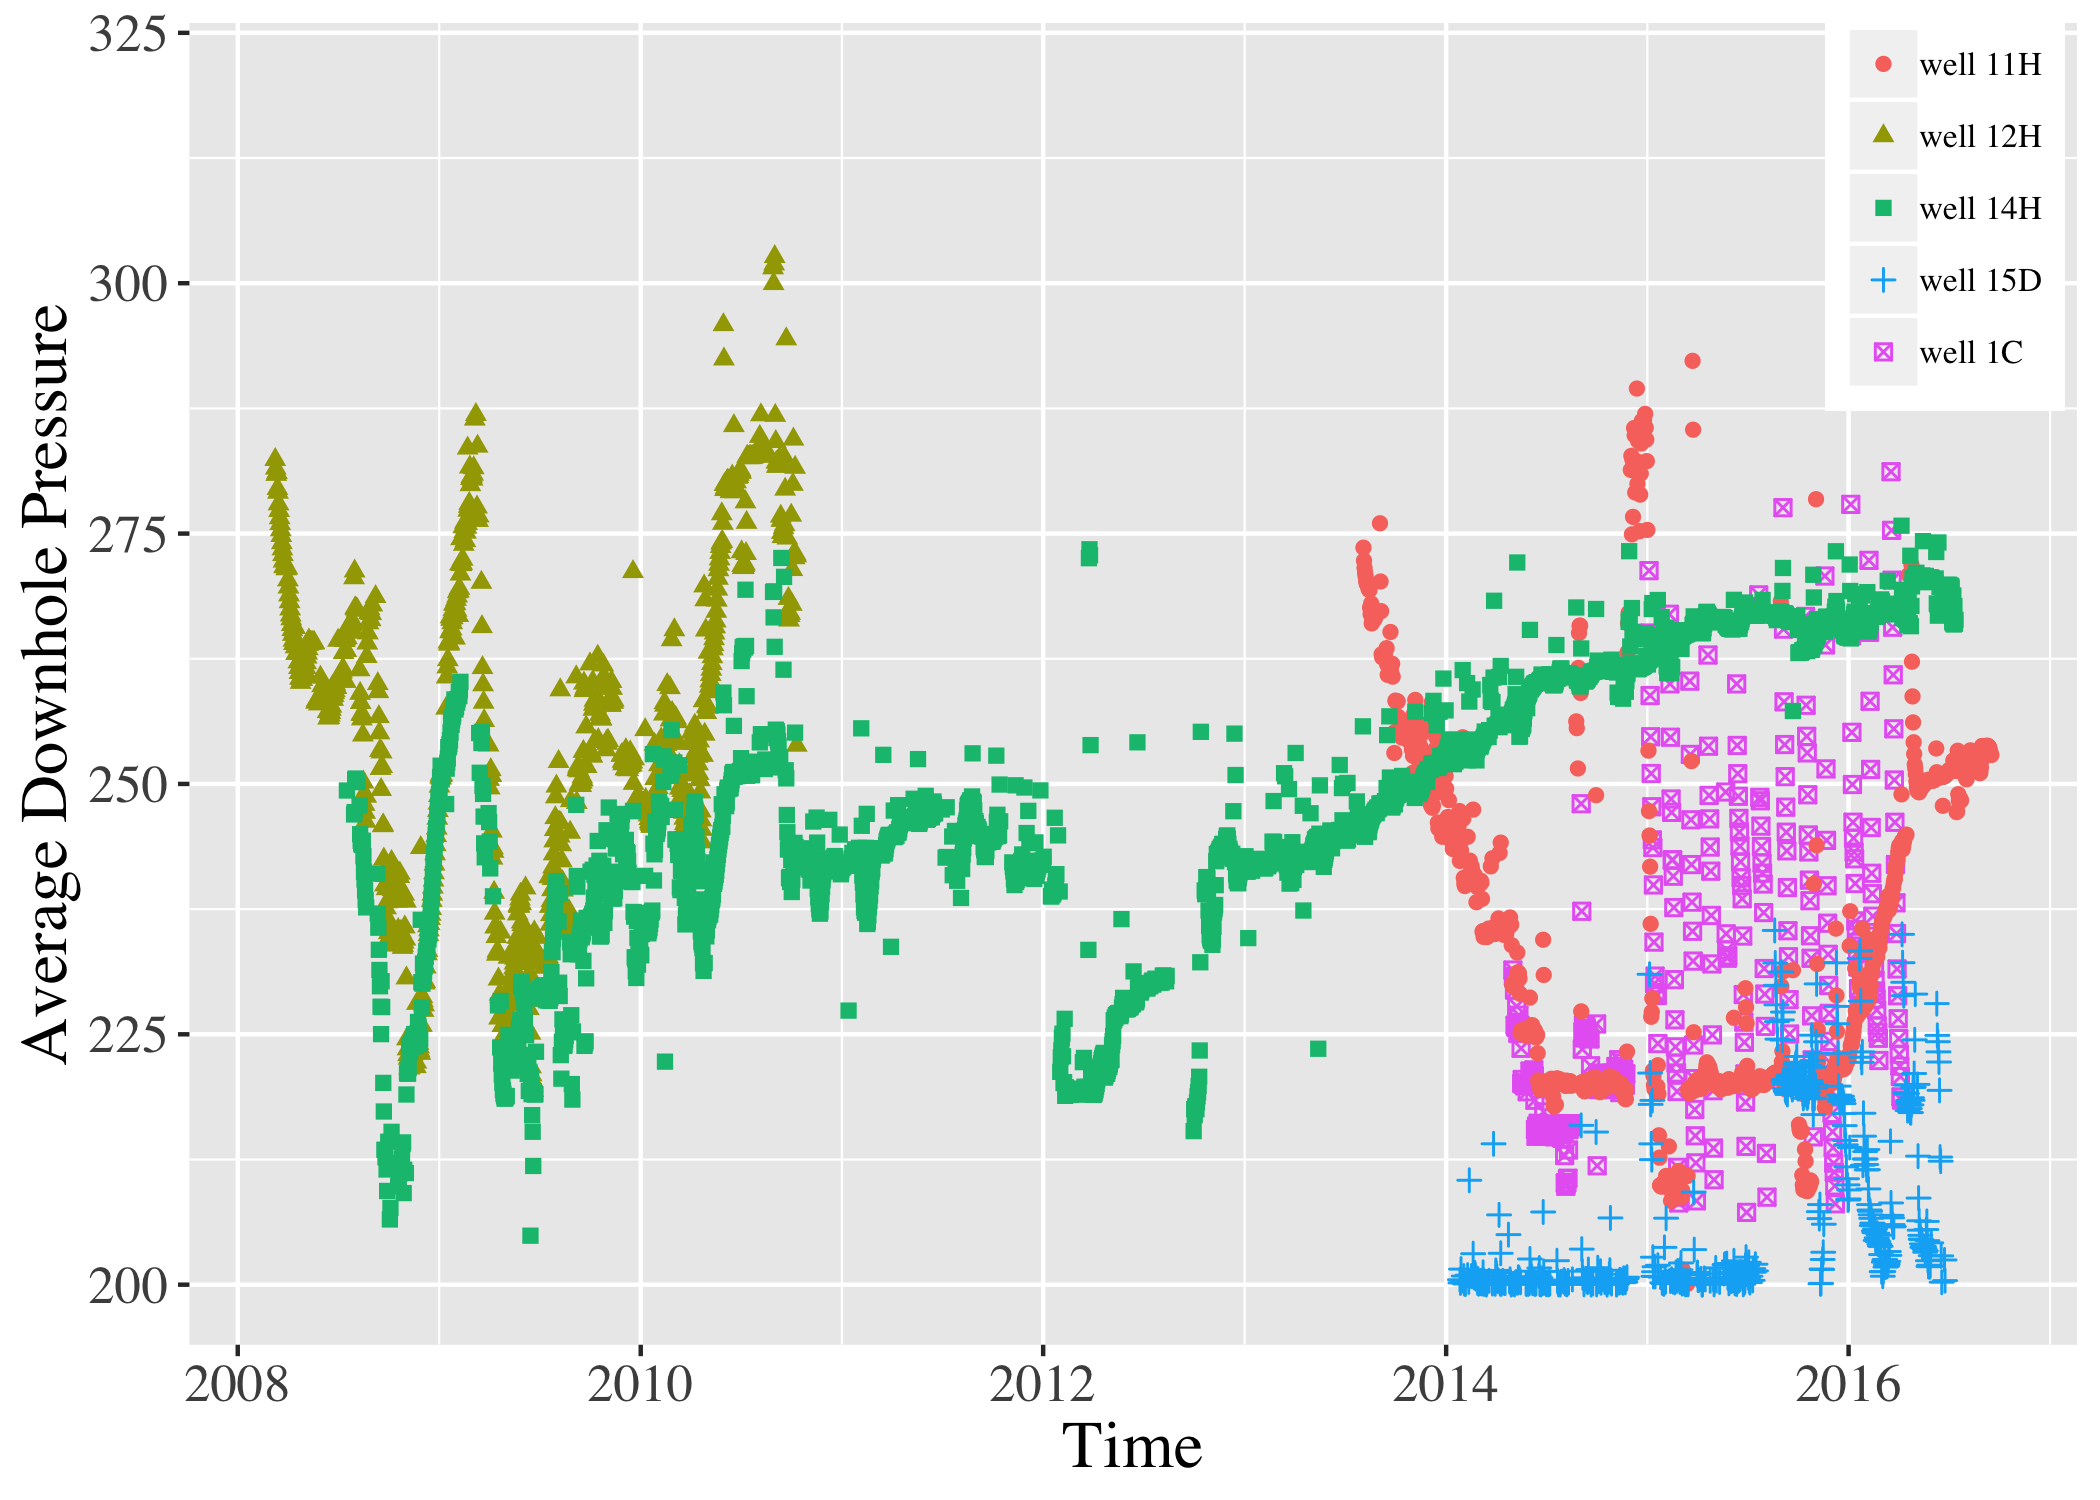 325
300
275
250
225
200
Average Downhole Pressure
well 11H
well 12H
well 14H
well 15D
well 1C
2008 2010 2012 2014 2016
Time